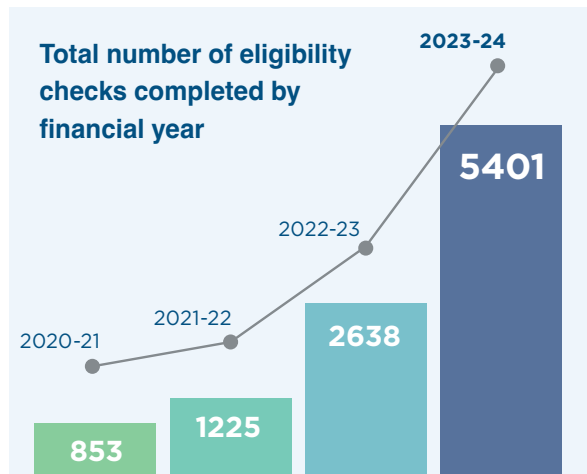 Total number of eligibility
checks completed by
financial year
2023-24
5401
2022-23
2638
2021-22
1225
2020-21
853